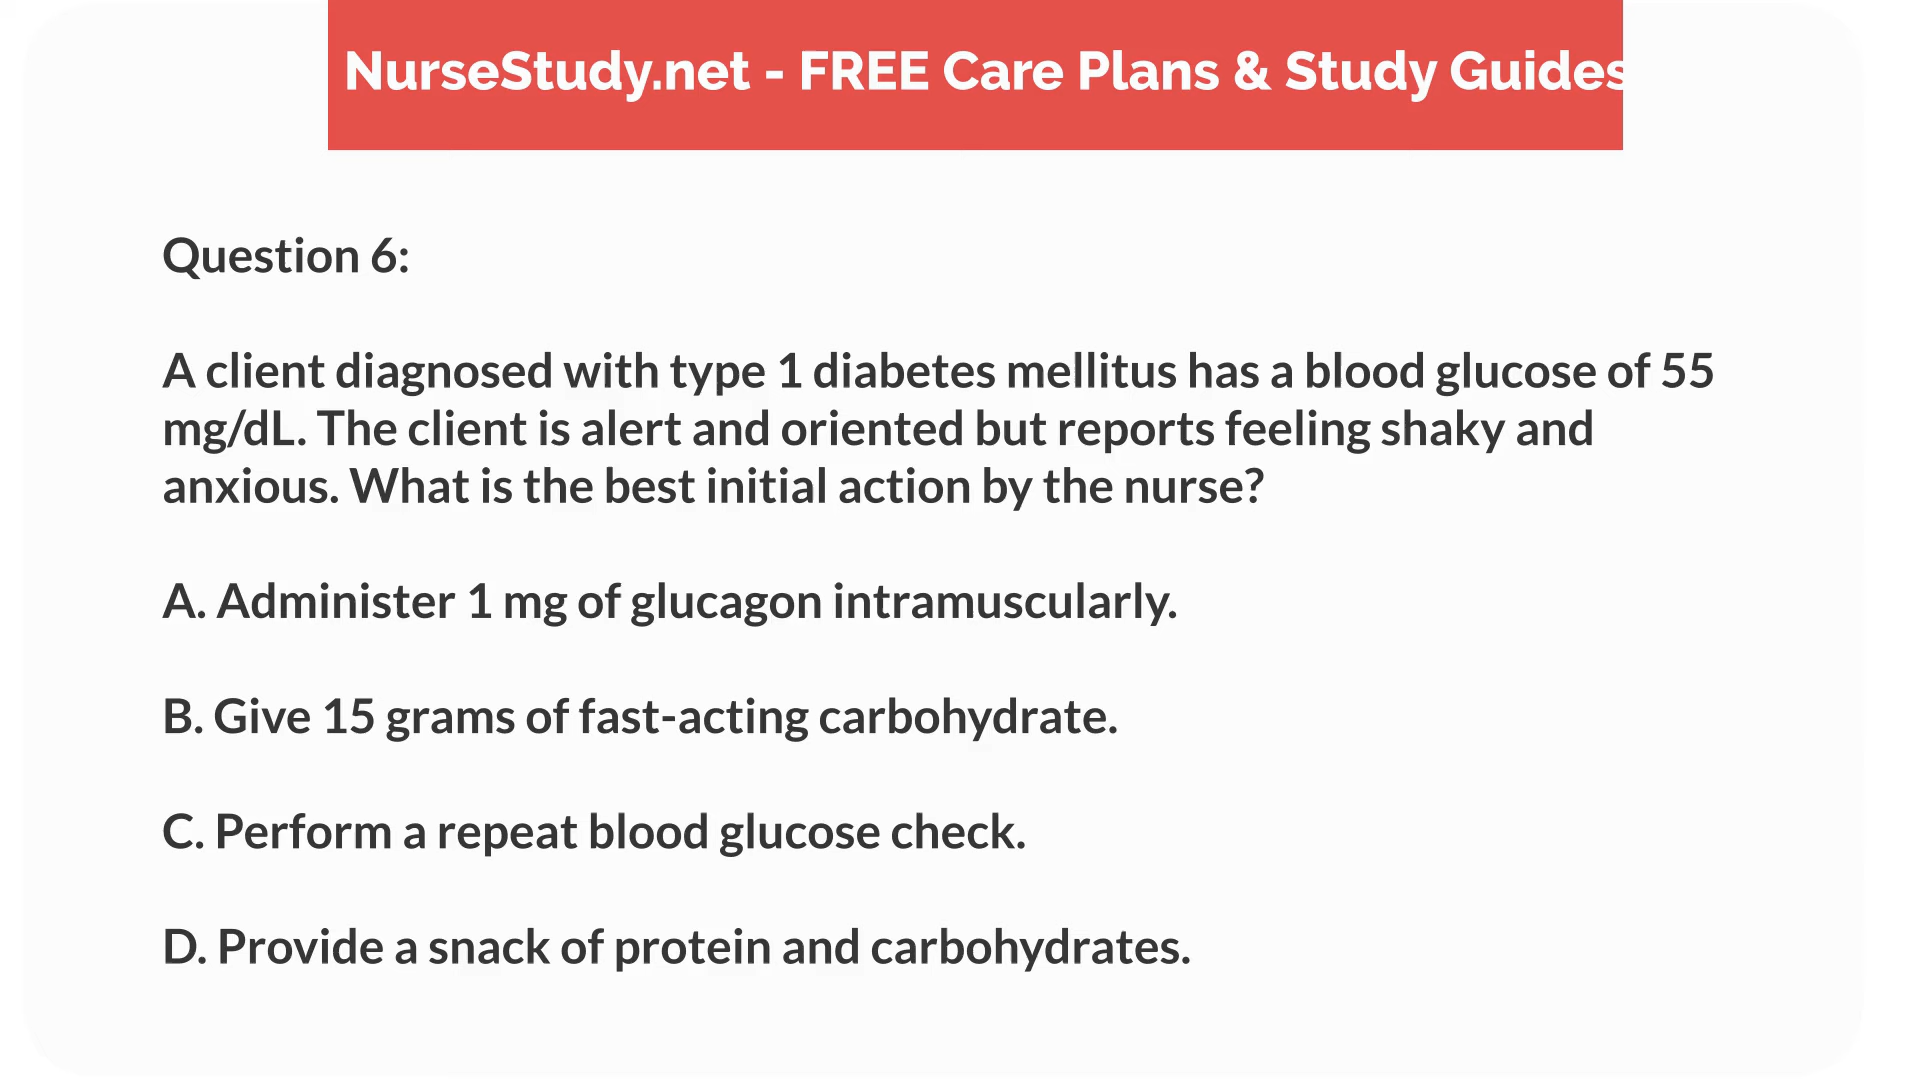 NurseStudy.net - FREE Care Plans & Study Guides
Question 6:
A client diagnosed with type 1 diabetes mellitus has a blood glucose of 55
mg/dL. The client is alert and oriented but reports feeling shaky and
anxious. What is the best initial action by the nurse?
A. Administer 1 mg of glucagon intramuscularly.
B. Give 15 grams of fast-acting carbohydrate.
C. Perform a repeat blood glucose check.
D. Provide a snack of protein and carbohydrates.